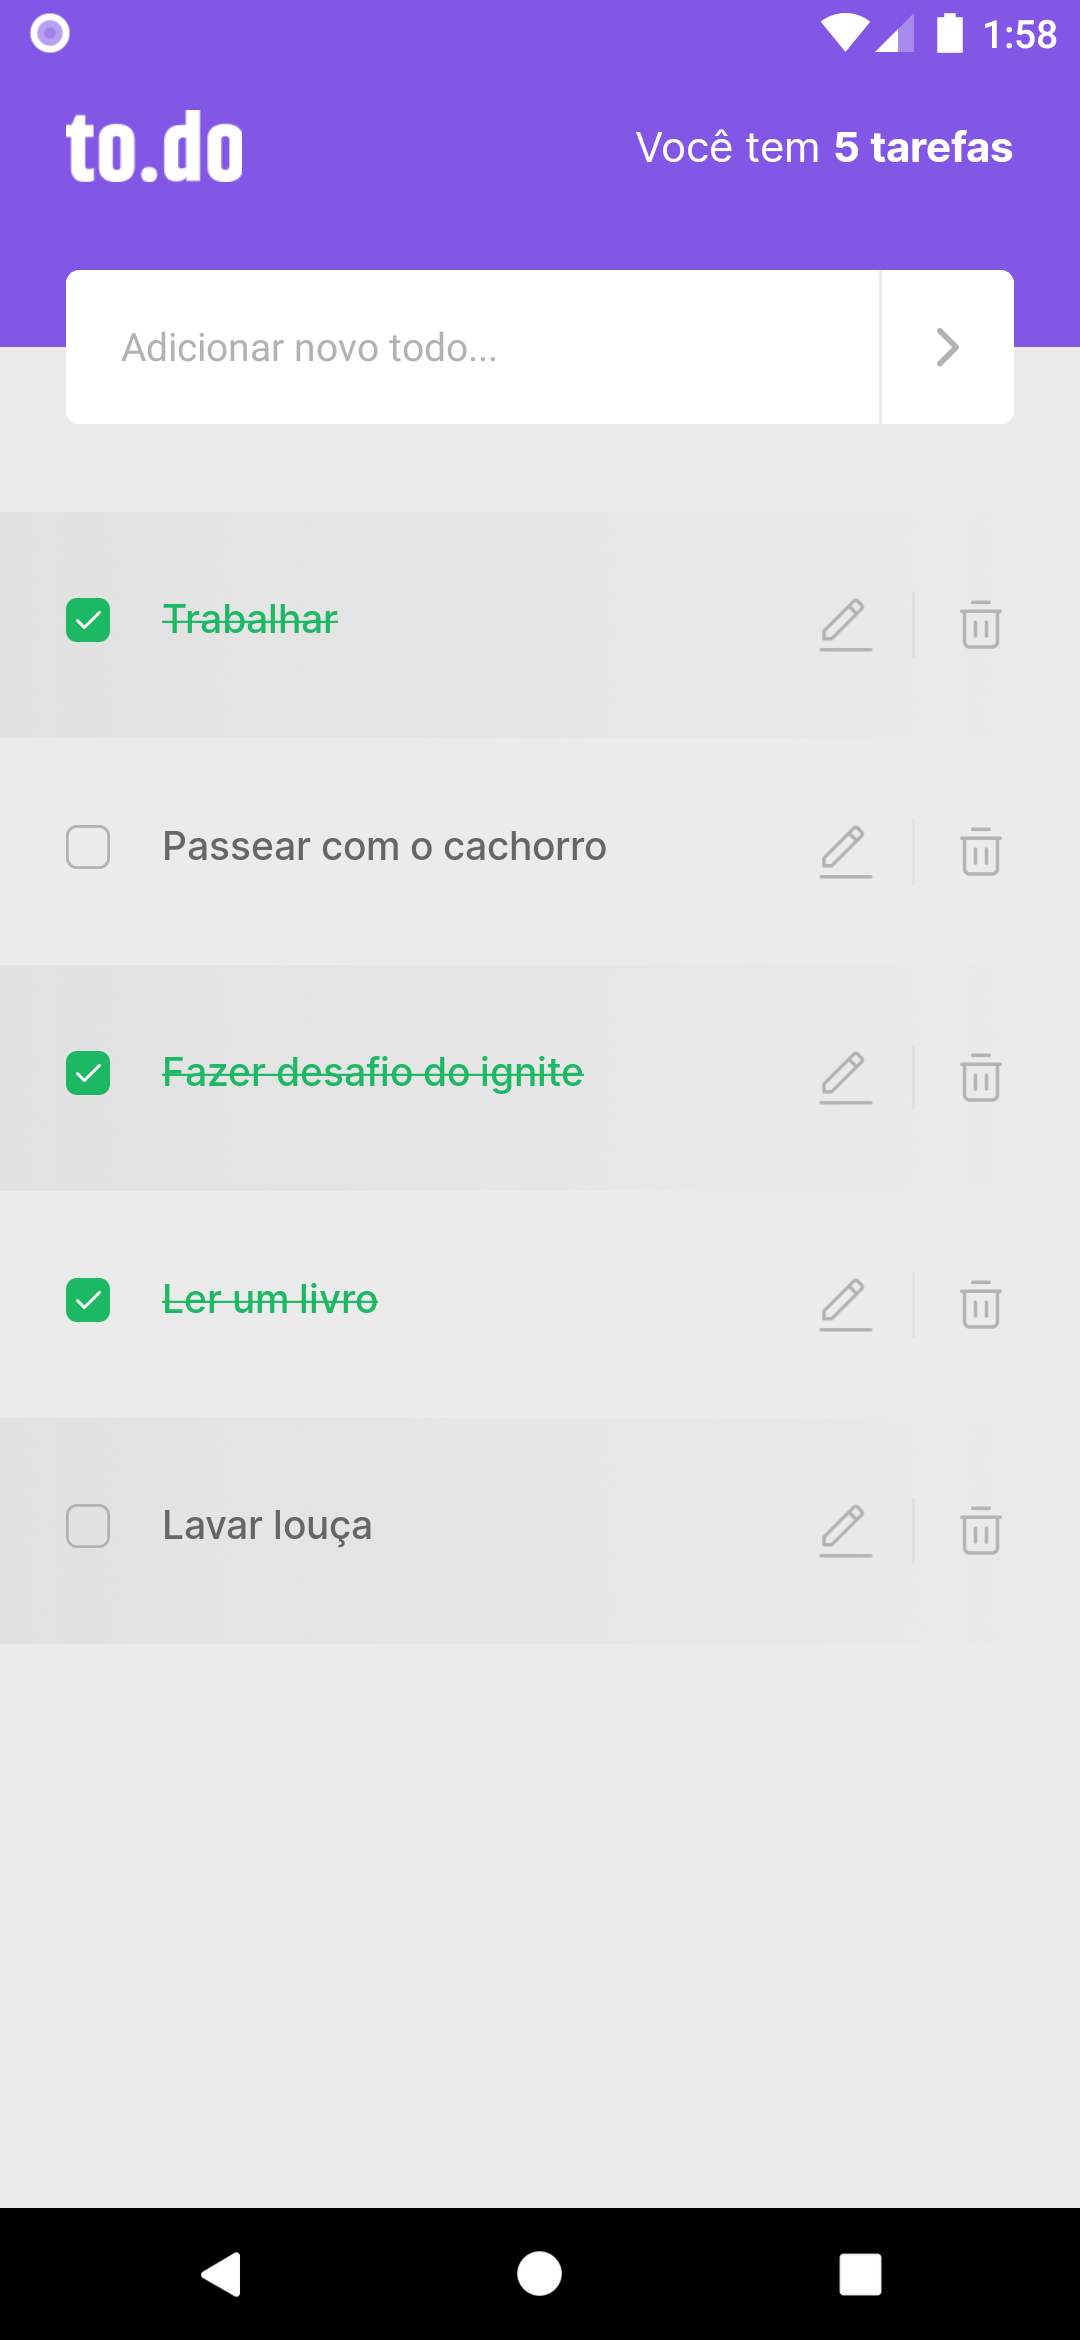 1:58
to.do
Você tem 5 tarefas
Adicionar novo todo...
Trabalhar
Passear com o cachorro
Fazer desafio do ignite
Ler um livro
Lavar louça